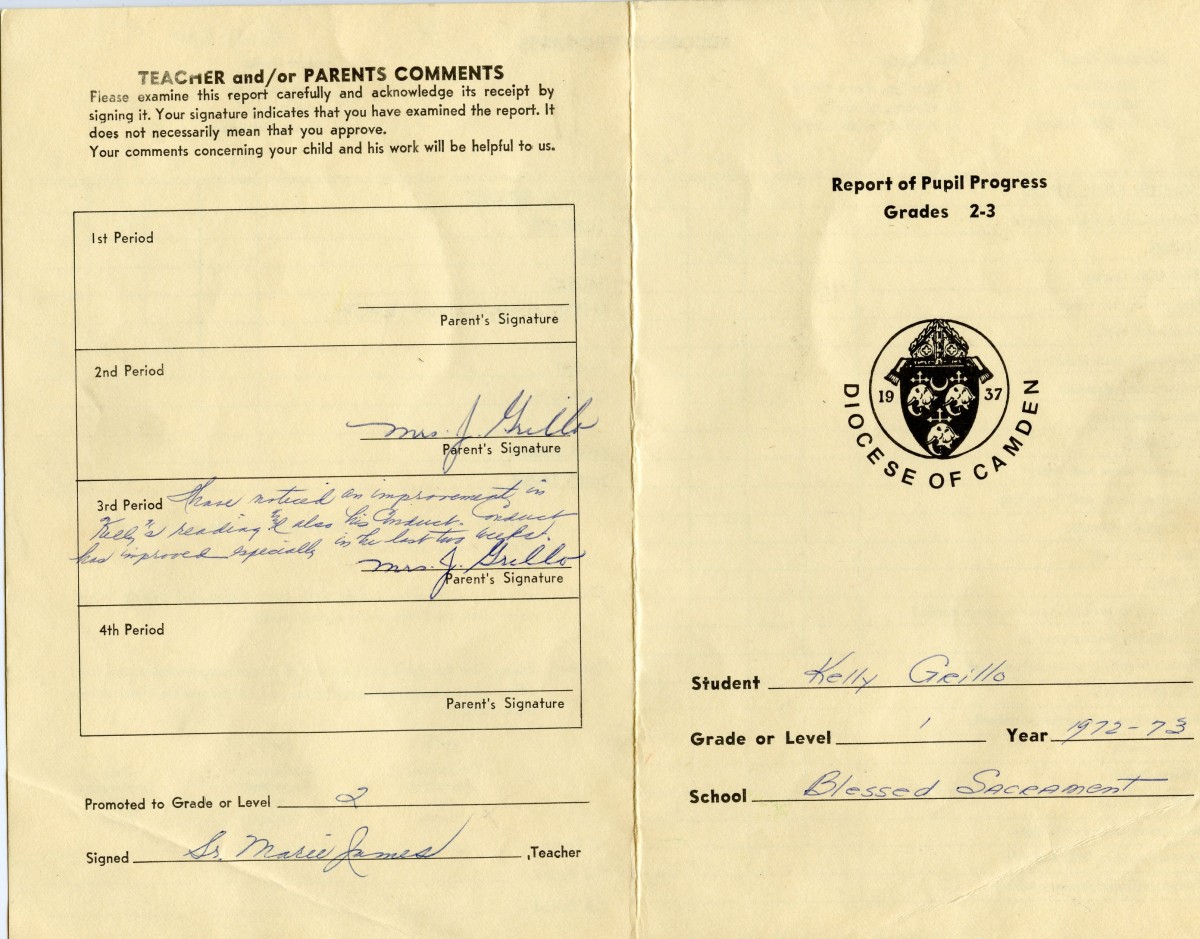 TEACHER and/or PARENTS COMMENTS
Please examine this report carefully and acknowledge its receipt by
signing it. Your signature indicates that you have examined the report. It
does not necessarily mean that you approve.
Your comments concerning your child and his work will be helpful to us.
1st Period
Parent's Signature
2nd Period
Mrs. J. Grillo
Parent's Signature
3rd Period I have noticed an improvement in
Kelly's reading & also his conduct. Conduct
has improved especially in the last two weeks.
Mrs. J. Grillo
Parent's Signature
4th Period
Parent's Signature
Promoted to Grade or Level 2
Signed Sr. Marie James ,Teacher
Report of Pupil Progress
Grades 2-3
19 37
DIOCESE OF CAMDEN
Student Kelly Grillo
Grade or Level 1 Year 1972-73
School Blessed Sacrament